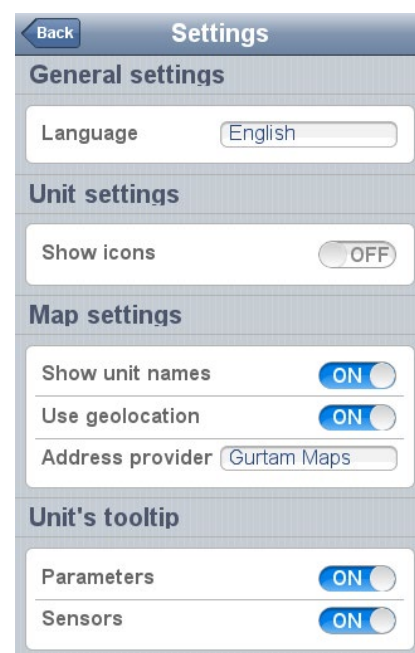 Back Settings
General settings
Language English
Unit settings
Show icons OFF
Map settings
Show unit names ON
Use geolocation ON
Address provider Gurtam Maps
Unit's tooltip
Parameters ON
Sensors ON